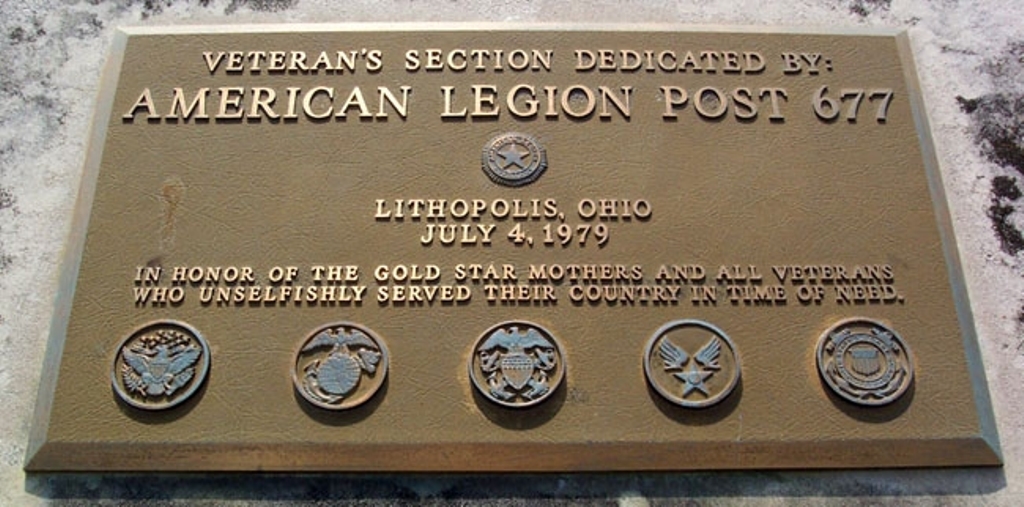 VETERAN'S SECTION DEDICATED BY:
AMERICAN LEGION POST 677
LITHOPOLIS, OHIO
JULY 4, 1979
IN HONOR OF THE GOLD STAR MOTHERS AND ALL VETERANS
WHO UNSELFISHLY SERVED THEIR COUNTRY IN TIME OF NEED.